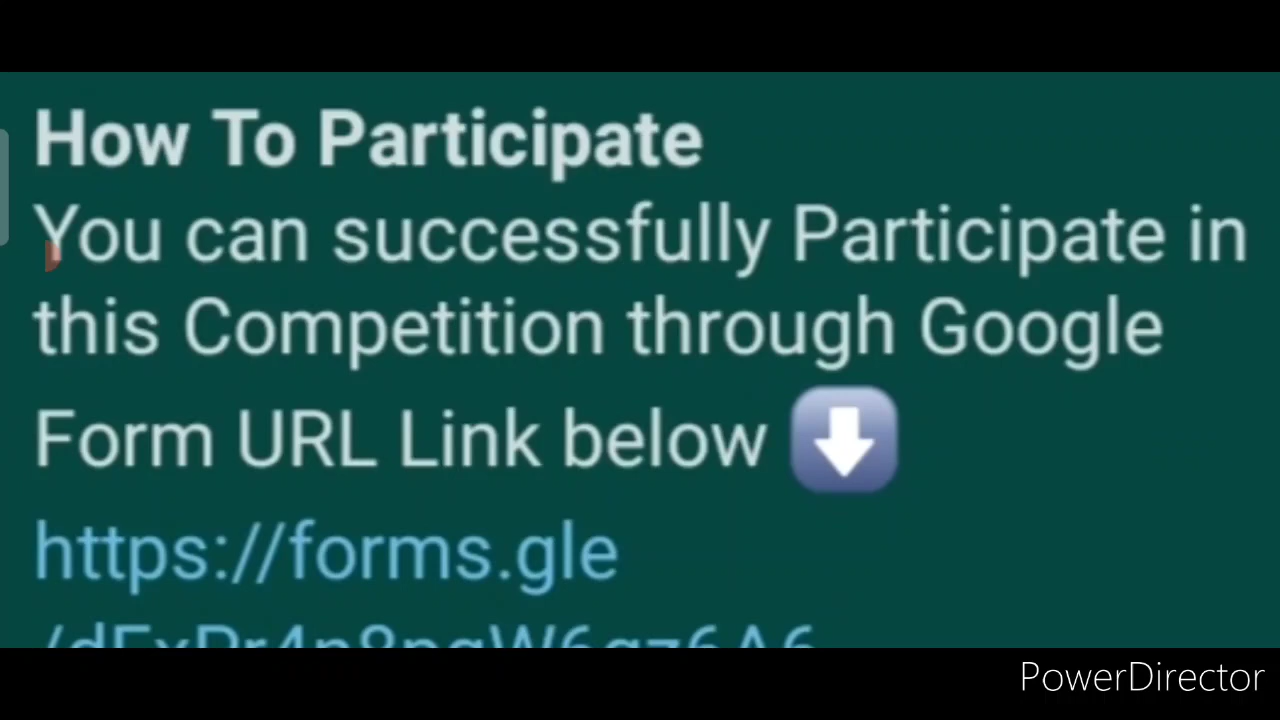 How To Participate
You can successfully Participate in
this Competition through Google
Form URL Link below ⬇
https://forms.gle
PowerDirector